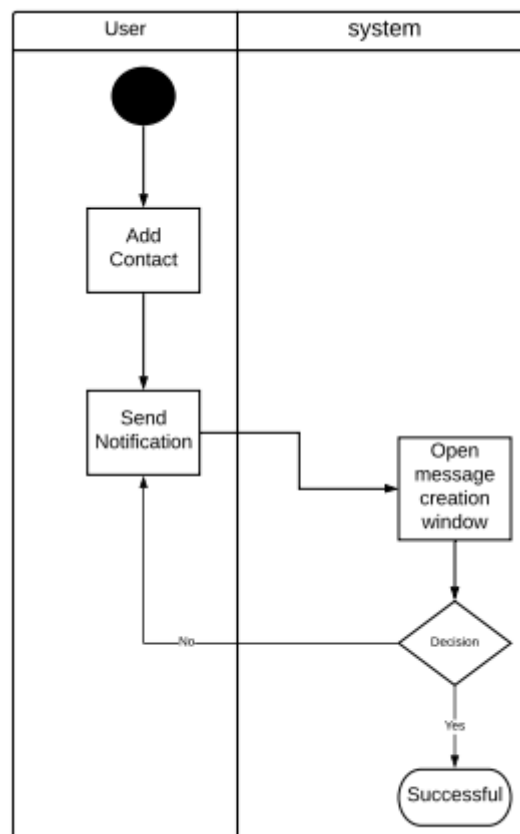 User
system
Add
Contact
Send
Notification
Open
message
creation
window
Decision
No
Yes
Successful